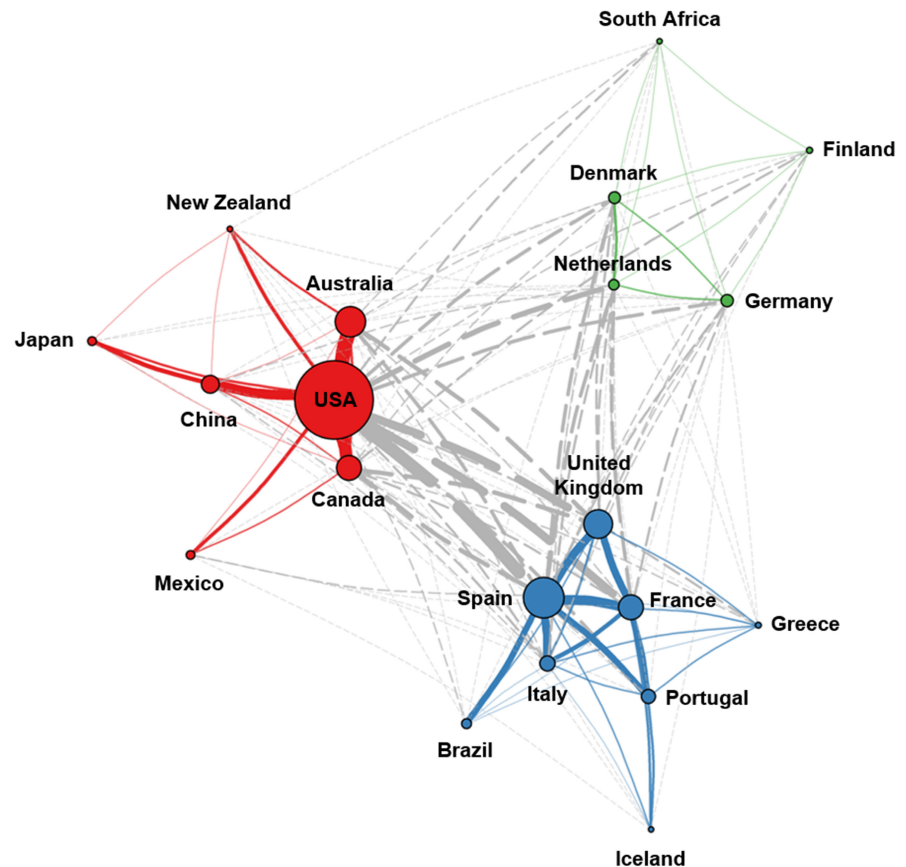 South Africa
Finland
Denmark
New Zealand
Netherlands
Australia
Germany
Japan
USA
China
United
Kingdom
Canada
Mexico
Spain
France
Greece
Italy
Portugal
Brazil
Iceland